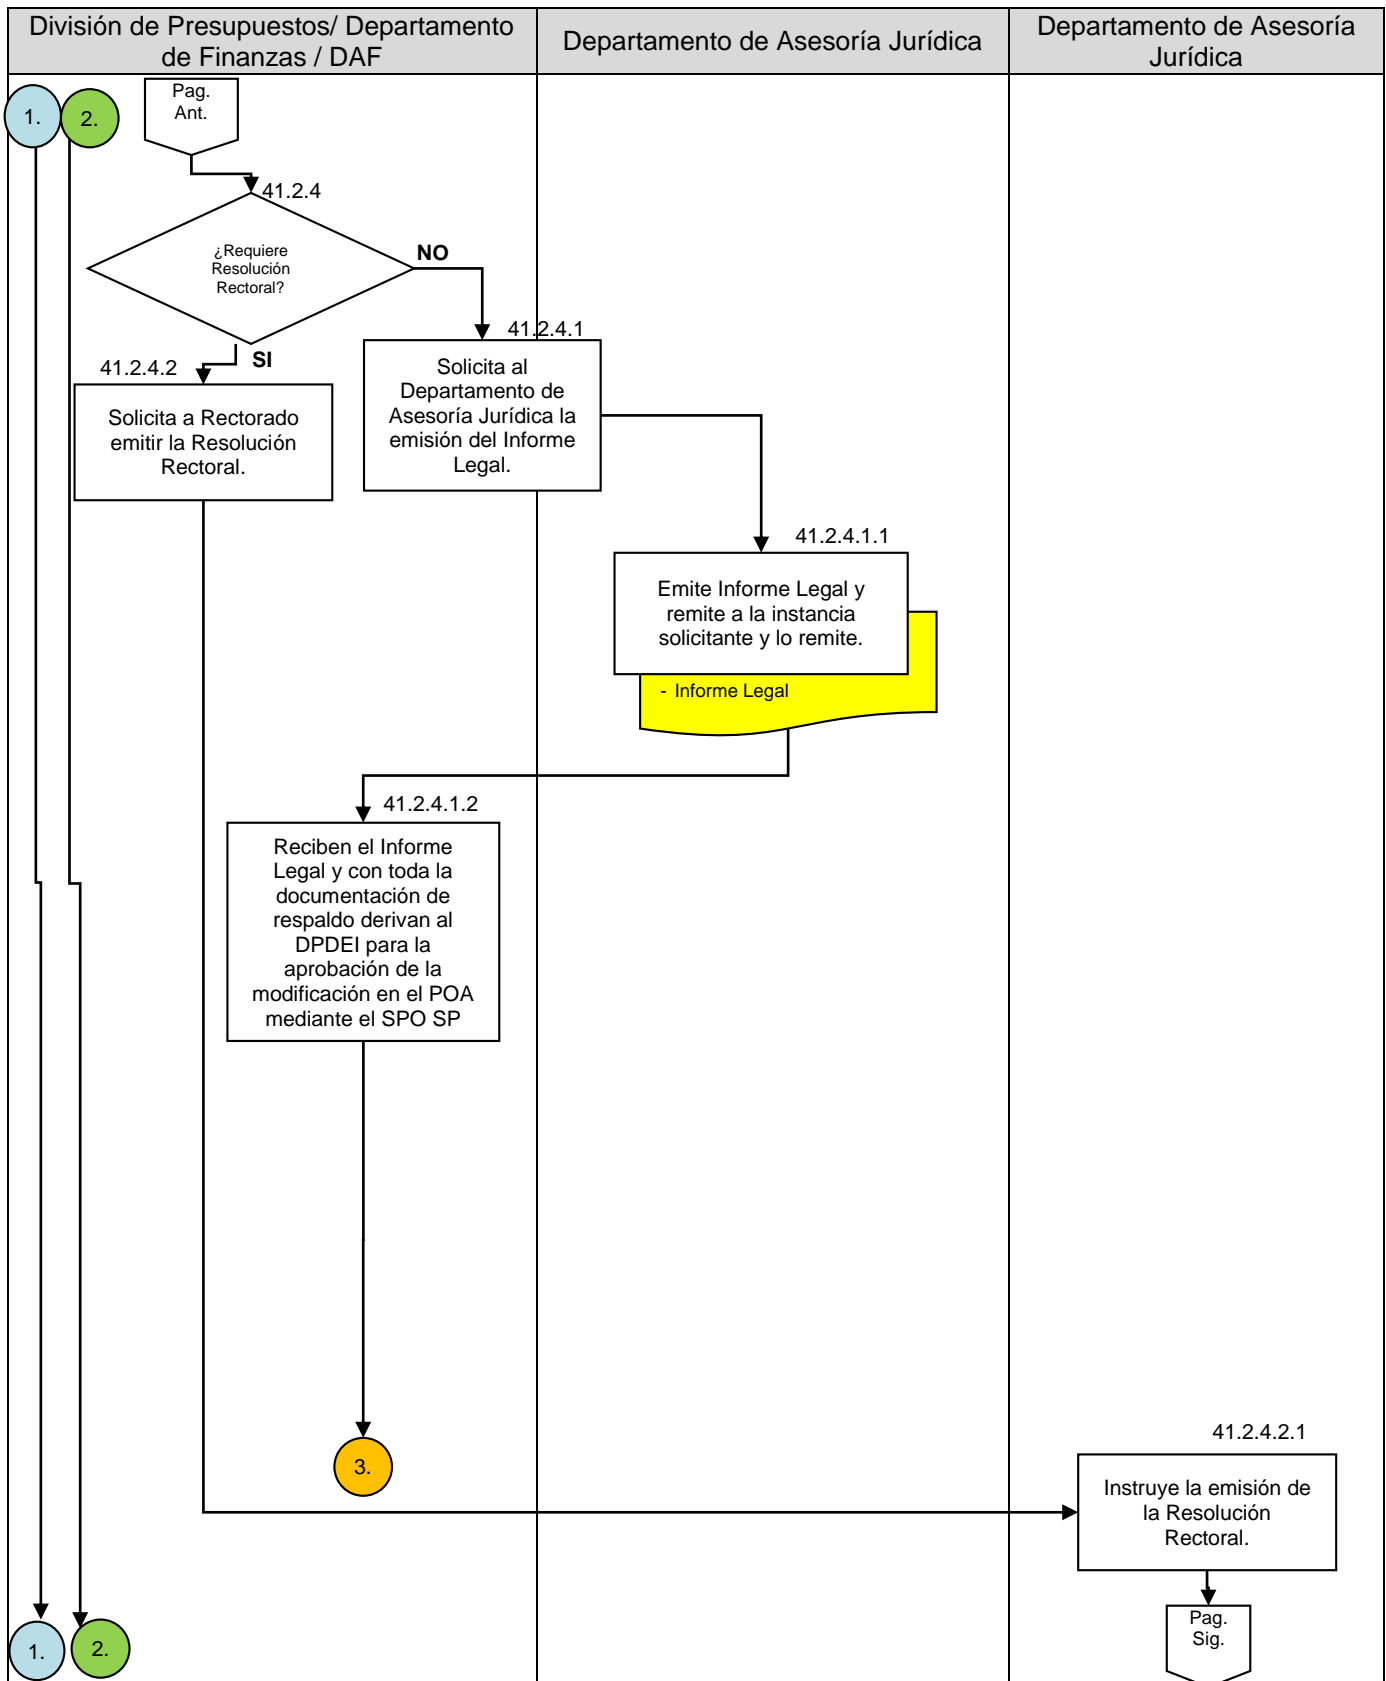 División de Presupuestos/ Departamento
de Finanzas / DAF
Departamento de Asesoría Jurídica
Departamento de Asesoría
Jurídica
1.
2.
Pag.
Ant.
41.2.4
¿Requiere
Resolución
Rectoral?
NO
SI
41.2.4.1
Solicita al
Departamento de
Asesoría Jurídica la
emisión del Informe
Legal.
41.2.4.2
Solicita a Rectorado
emitir la Resolución
Rectoral.
41.2.4.1.1
Emite Informe Legal y
remite a la instancia
solicitante y lo remite.
- Informe Legal
41.2.4.1.2
Reciben el Informe
Legal y con toda la
documentación de
respaldo derivan al
DPDEI para la
aprobación de la
modificación en el POA
mediante el SPO SP
3.
41.2.4.2.1
Instruye la emisión de
la Resolución
Rectoral.
Pag.
Sig.
1.
2.